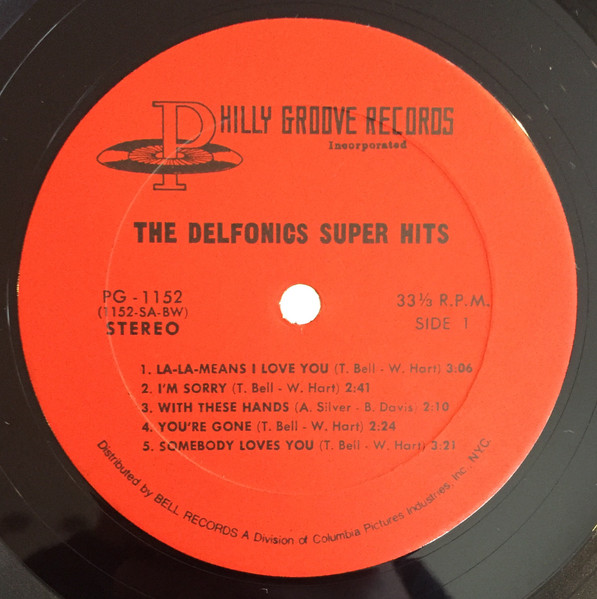 PHILLY GROOVE RECORDS
Incorporated
THE DELFONICS SUPER HITS
PG - 1152
(1152-SA-BW)
STEREO
33⅓ R.P.M.
SIDE 1
1. LA-LA-MEANS I LOVE YOU (T. Bell - W. Hart) 3:06
2. I'M SORRY (T. Bell - W. Hart) 2:41
3. WITH THESE HANDS (A. Silver - B. Davis) 2:10
4. YOU'RE GONE (T. Bell - W. Hart) 2:24
5. SOMEBODY LOVES YOU (T. Bell - W. Hart) 3:21
Distributed by BELL RECORDS A Division of Columbia Pictures Industries, Inc. NYC.